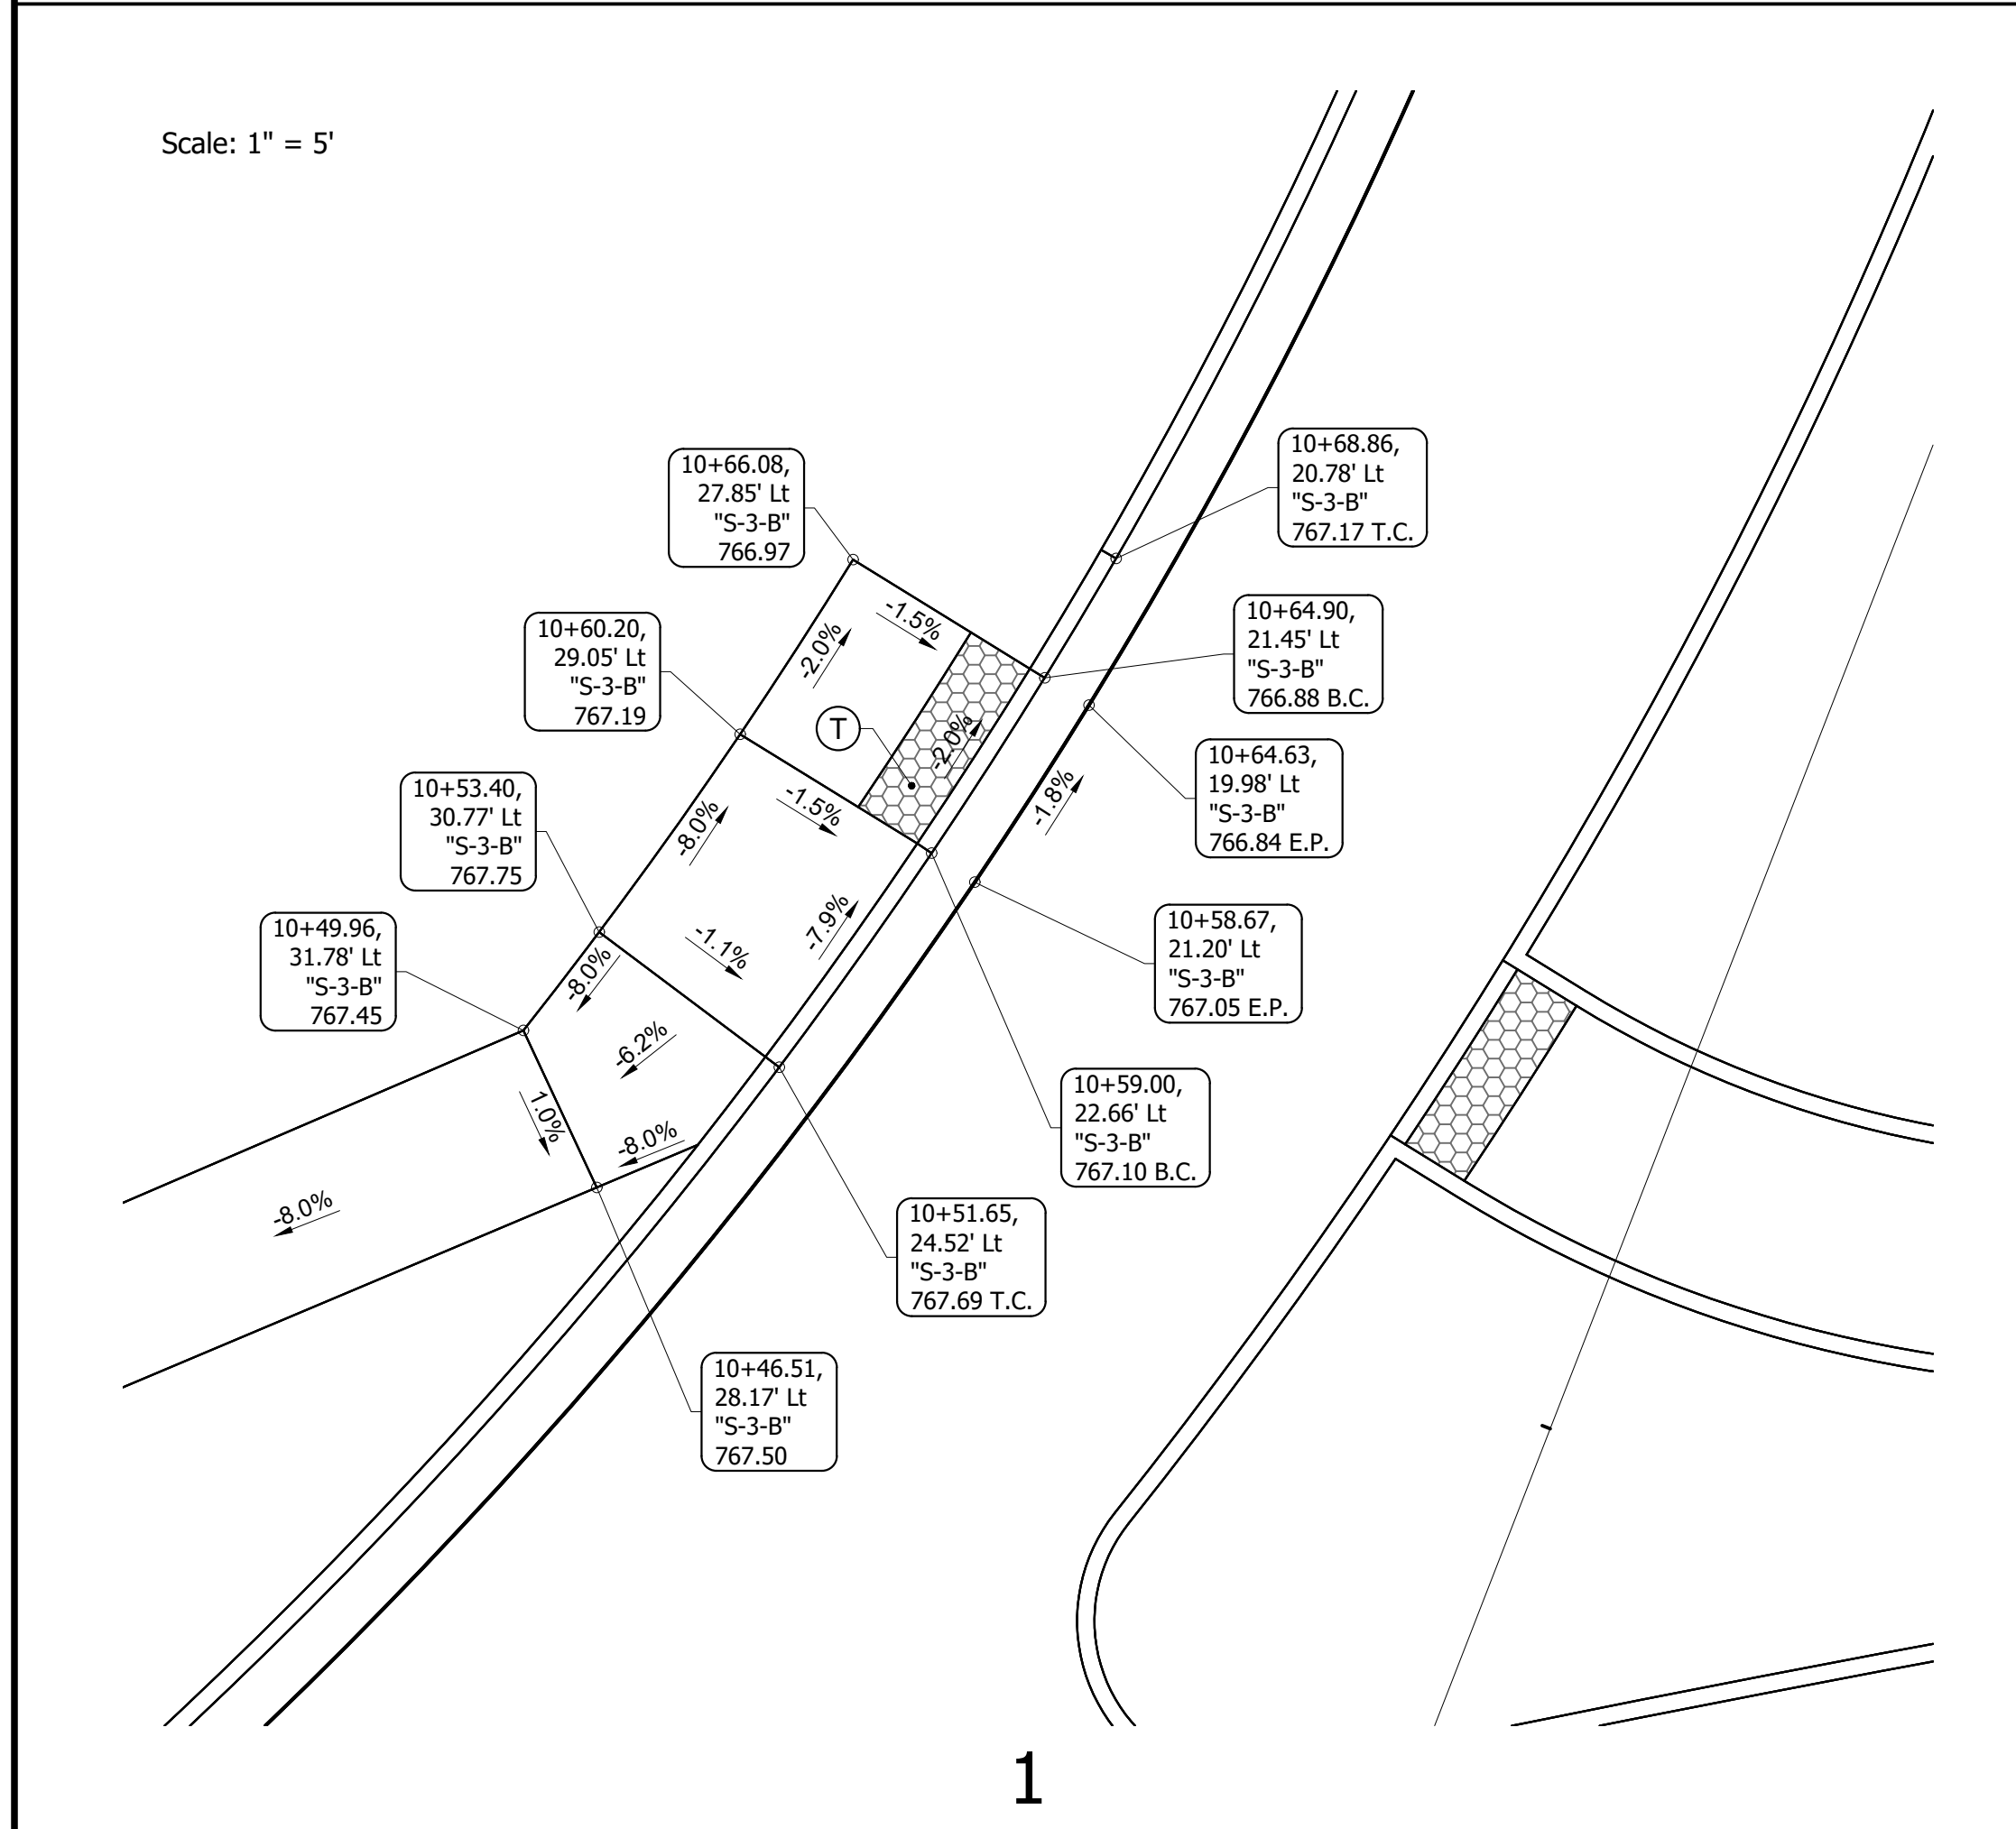 Scale: 1" = 5'
10+68.86,
20.78' Lt
"S-3-B"
767.17 T.C.
10+66.08,
27.85' Lt
"S-3-B"
766.97
-1.5%
10+64.90,
21.45' Lt
"S-3-B"
766.88 B.C.
10+60.20,
29.05' Lt
"S-3-B"
767.19
-2.0%
T
-2.0%
10+64.63,
19.98' Lt
"S-3-B"
766.84 E.P.
10+53.40,
30.77' Lt
"S-3-B"
767.75
-8.0%
-1.5%
-1.8%
10+49.96,
31.78' Lt
"S-3-B"
767.45
-8.0%
-1.1%
-7.9%
10+58.67,
21.20' Lt
"S-3-B"
767.05 E.P.
-6.2%
1.0%
-8.0%
10+59.00,
22.66' Lt
"S-3-B"
767.10 B.C.
-8.0%
10+51.65,
24.52' Lt
"S-3-B"
767.69 T.C.
10+46.51,
28.17' Lt
"S-3-B"
767.50
1